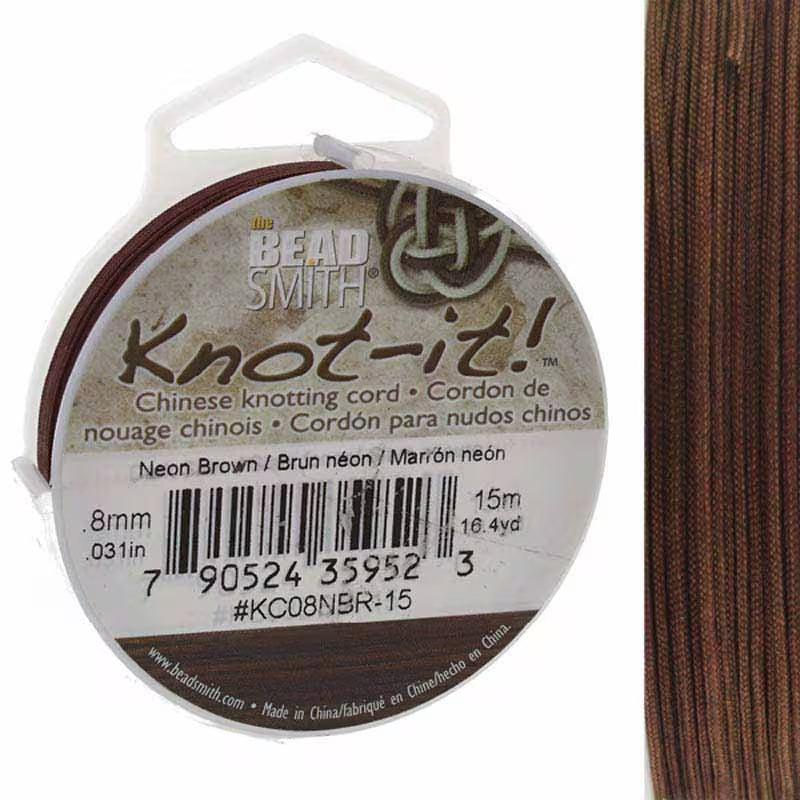 the
BEAD
SMITH®
Knot-it!™
Chinese knotting cord • Cordon de
nouage chinois • Cordón para nudos chinos
Neon Brown / Brun néon / Marrón neón
.8mm
.031in
15m
16.4yd
7 90524 35952 3
#KC08NBR-15
www.beadsmith.com • Made in China/fabriqué en Chine/hecho en China.